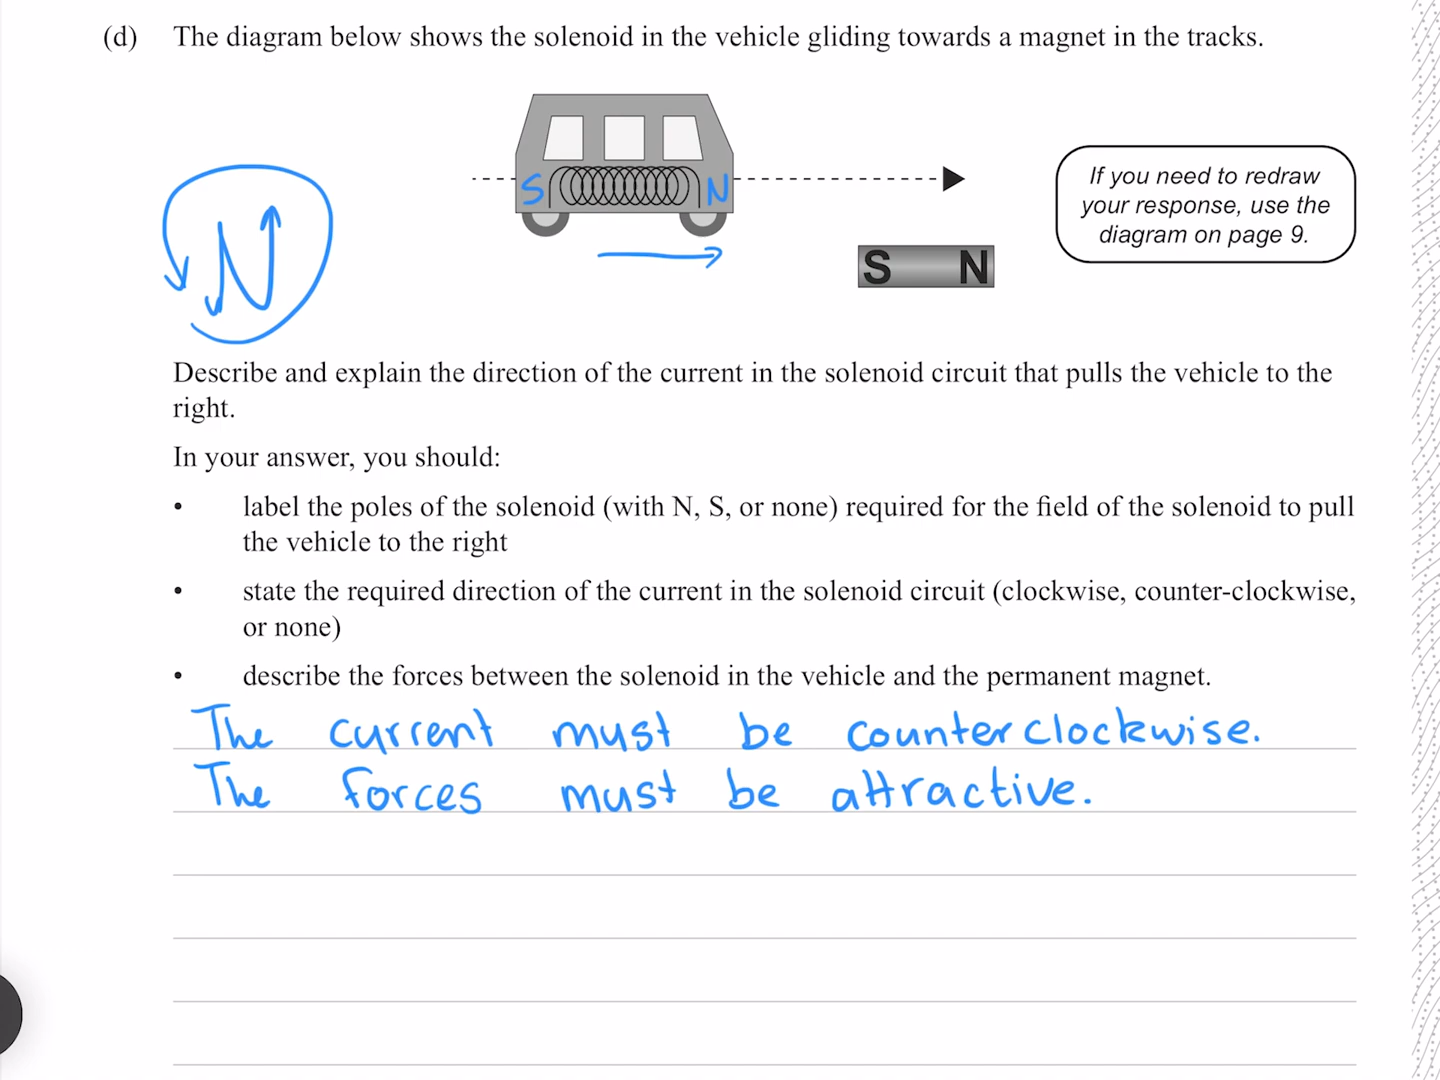 (d) The diagram below shows the solenoid in the vehicle gliding towards a magnet in the tracks.
S N
N
If you need to redraw
your response, use the
diagram on page 9.
S N
Describe and explain the direction of the current in the solenoid circuit that pulls the vehicle to the
right.
In your answer, you should:
• label the poles of the solenoid (with N, S, or none) required for the field of the solenoid to pull
the vehicle to the right
• state the required direction of the current in the solenoid circuit (clockwise, counter-clockwise,
or none)
• describe the forces between the solenoid in the vehicle and the permanent magnet.
The current must be counterclockwise.
The forces must be attractive.